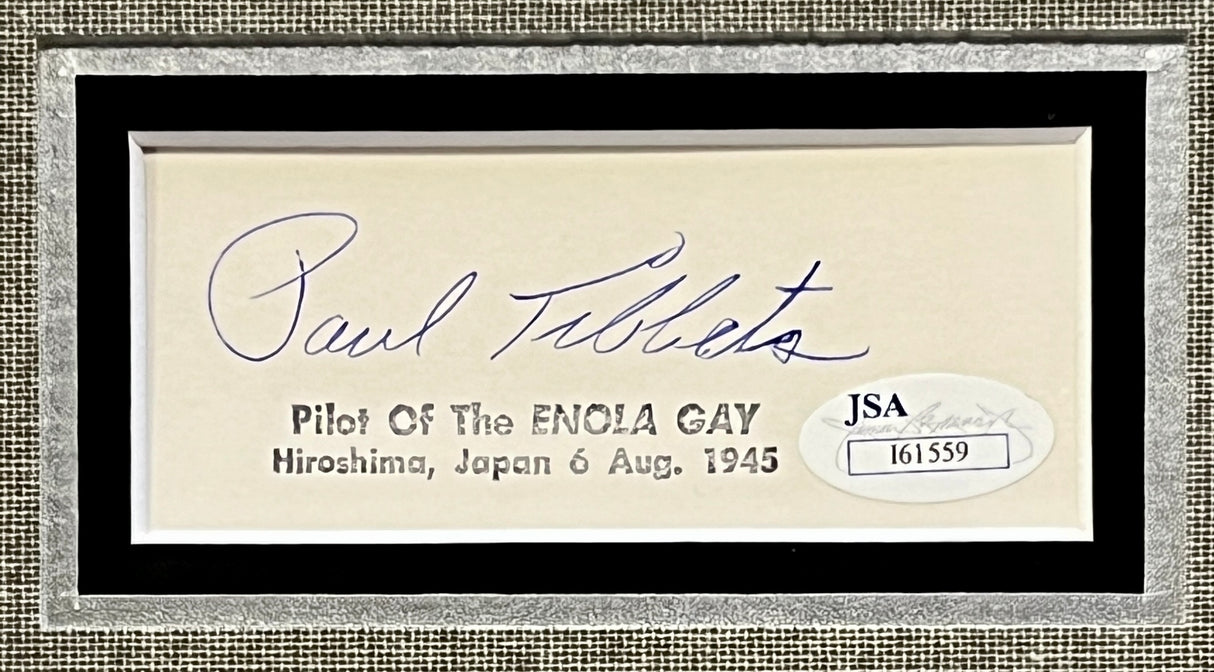 Paul Tibbets
Pilot Of The ENOLA GAY
Hiroshima, Japan 6 Aug. 1945
JSA
I61559